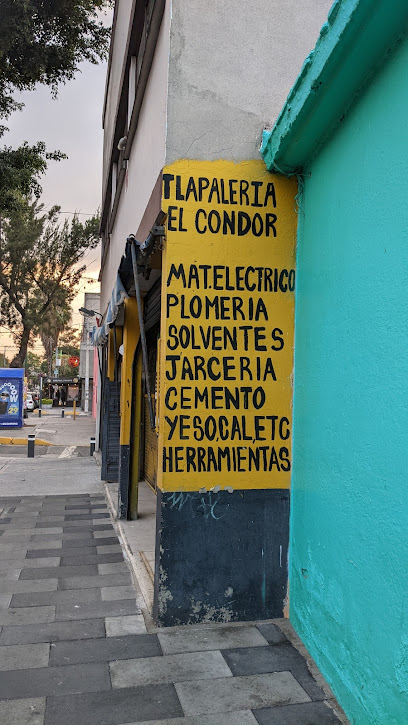 TLAPALERIA
EL CONDOR
MAT.ELECTRICO
PLOMERIA
SOLVENTES
JARCERIA
CEMENTO
YESO,CAL,ETC
HERRAMIENTAS